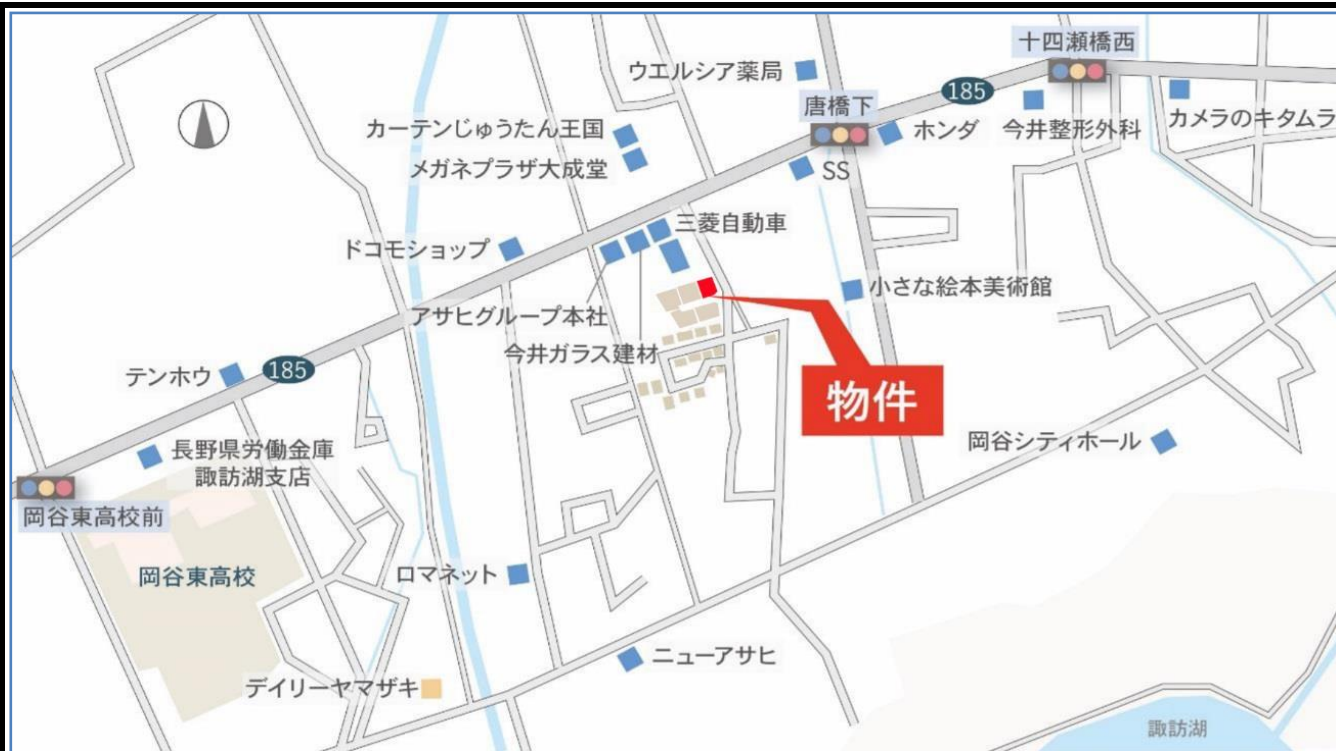 十四瀬橋西
ウエルシア薬局
185
唐橋下
カメラのキタムラ
カーテンじゅうたん王国
ホンダ
今井整形外科
メガネプラザ大成堂
SS
三菱自動車
ドコモショップ
小さな絵本美術館
アサヒグループ本社
今井ガラス建材
テンホウ
185
物件
岡谷シティホール
長野県労働金庫
諏訪湖支店
岡谷東高校前
岡谷東高校
ロマネット
ニューアサヒ
デイリーヤマザキ
諏訪湖